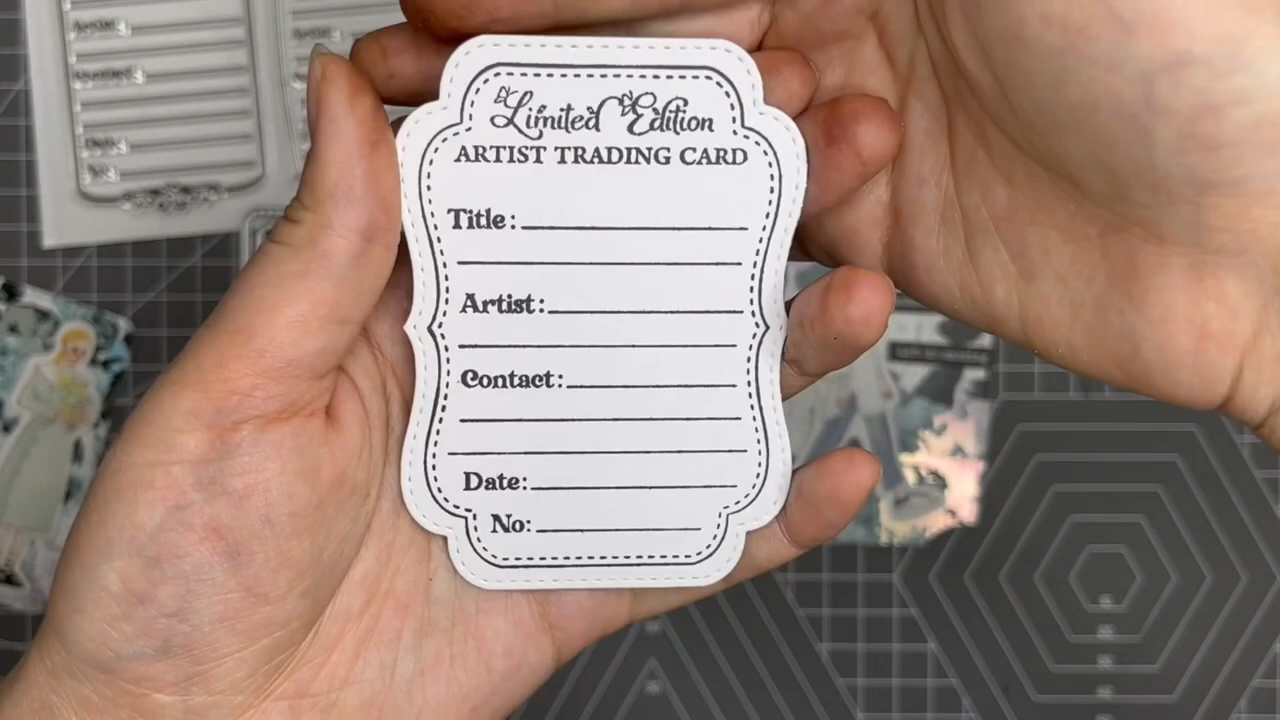 Limited Edition
ARTIST TRADING CARD
Title:
Artist:
Contact:
Date:
No: